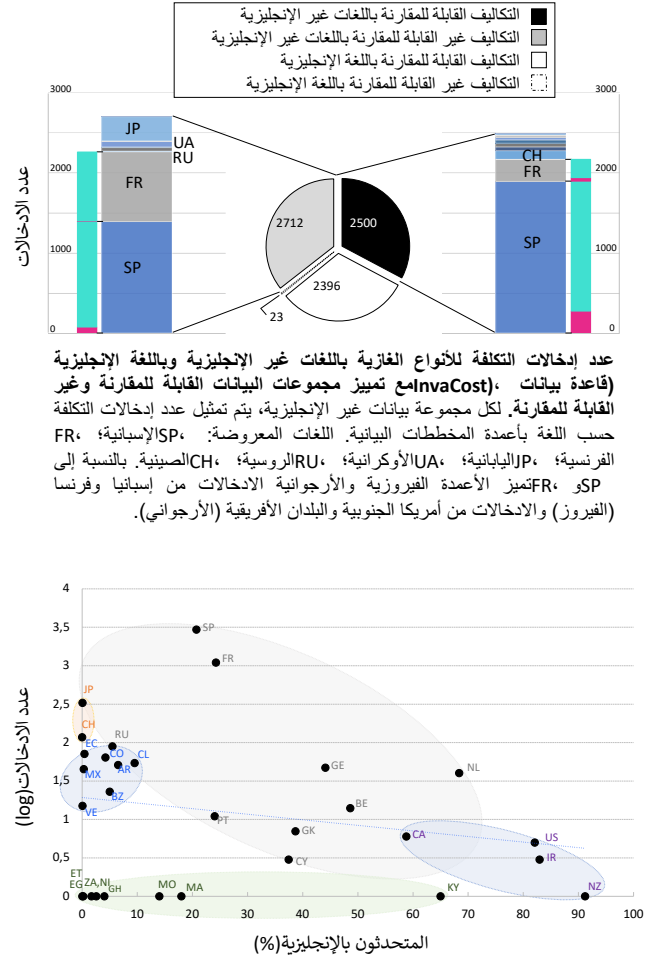 التكاليف القابلة للمقارنة باللغات غير الإنجليزية
التكاليف غير القابلة للمقارنة باللغات غير الإنجليزية
التكاليف القابلة للمقارنة باللغة الإنجليزية
التكاليف غير القابلة للمقارنة باللغة الإنجليزية
عدد الادخالات
3000
2000
1000
0
JP
UA
RU
FR
SP
2712
2500
2396
23
CH
FR
SP
3000
2000
1000
0
عدد إدخالات التكلفة للأنواع الغازية باللغات غير الإنجليزية وباللغة الإنجليزية
(قاعدة بيانات InvaCost)، مع تمييز مجموعات البيانات القابلة للمقارنة وغير
القابلة للمقارنة. لكل مجموعة بيانات غير الإنجليزية، يتم تمثيل عدد إدخالات التكلفة
حسب اللغة بأعمدة المخططات البيانية. اللغات المعروضة: SP، الإسبانية؛ FR،
الفرنسية؛ JP، اليابانية؛ UA، الأوكرانية؛ RU، الروسية؛ CH، الصينية. بالنسبة إلى
SP و FR، تميز الأعمدة الفيروزية والأرجوانية الادخالات من إسبانيا وفرنسا
(الفيروز) والادخالات من أمريكا الجنوبية والبلدان الأفريقية (الأرجواني).
عدد الادخالات(log)
4
3,5
3
2,5
2
1,5
1
0,5
0
SP
FR
JP
CH
RU
EC
CO
CL
MX
AR
BZ
VE
GE
NL
BE
PT
GK
CY
CA
US
IR
NZ
ET
EG
ZA,NI
GH
MO
MA
KY
0 10 20 30 40 50 60 70 80 90 100
المتحدثون بالإنجليزية(%)